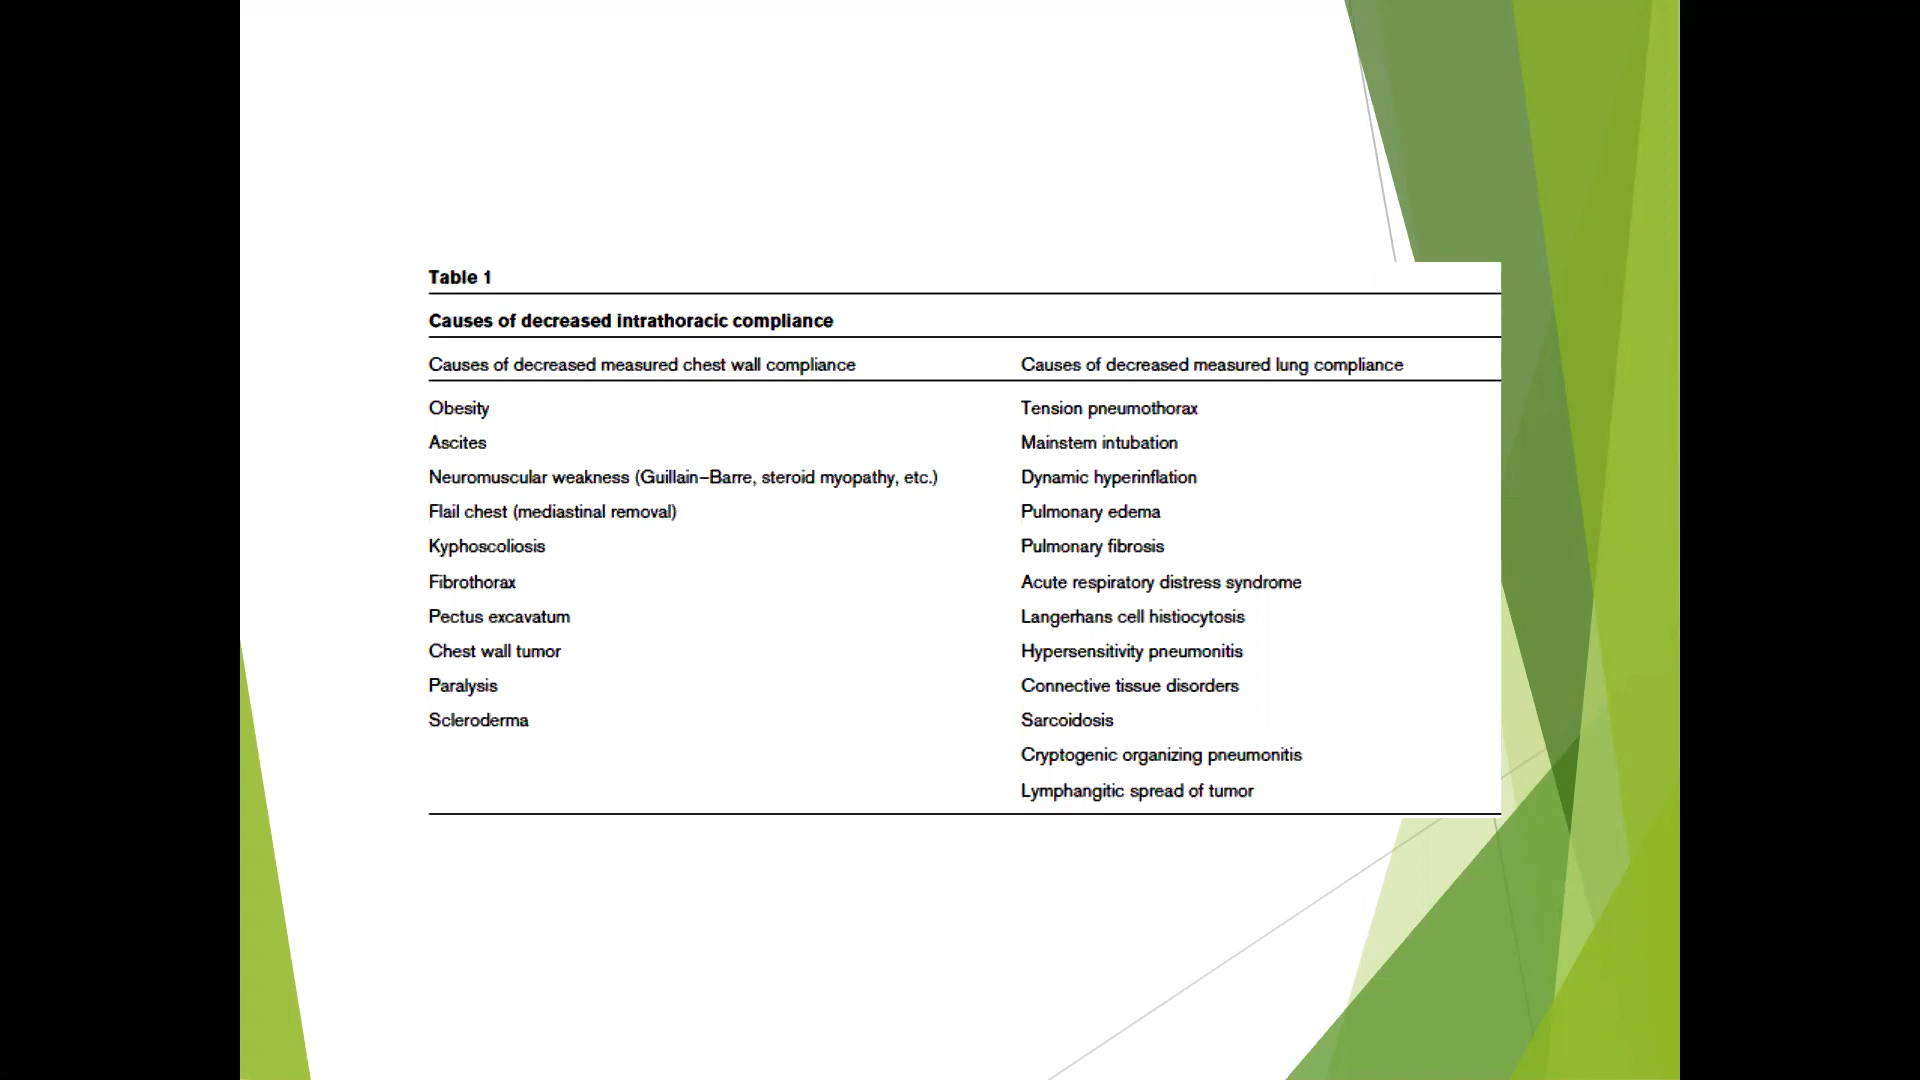 Table 1
Causes of decreased intrathoracic compliance
Causes of decreased measured chest wall compliance Causes of decreased measured lung compliance
Obesity Tension pneumothorax
Ascites Mainstem intubation
Neuromuscular weakness (Guillain–Barre, steroid myopathy, etc.) Dynamic hyperinflation
Flail chest (mediastinal removal) Pulmonary edema
Kyphoscoliosis Pulmonary fibrosis
Fibrothorax Acute respiratory distress syndrome
Pectus excavatum Langerhans cell histiocytosis
Chest wall tumor Hypersensitivity pneumonitis
Paralysis Connective tissue disorders
Scleroderma Sarcoidosis
Cryptogenic organizing pneumonitis
Lymphangitic spread of tumor